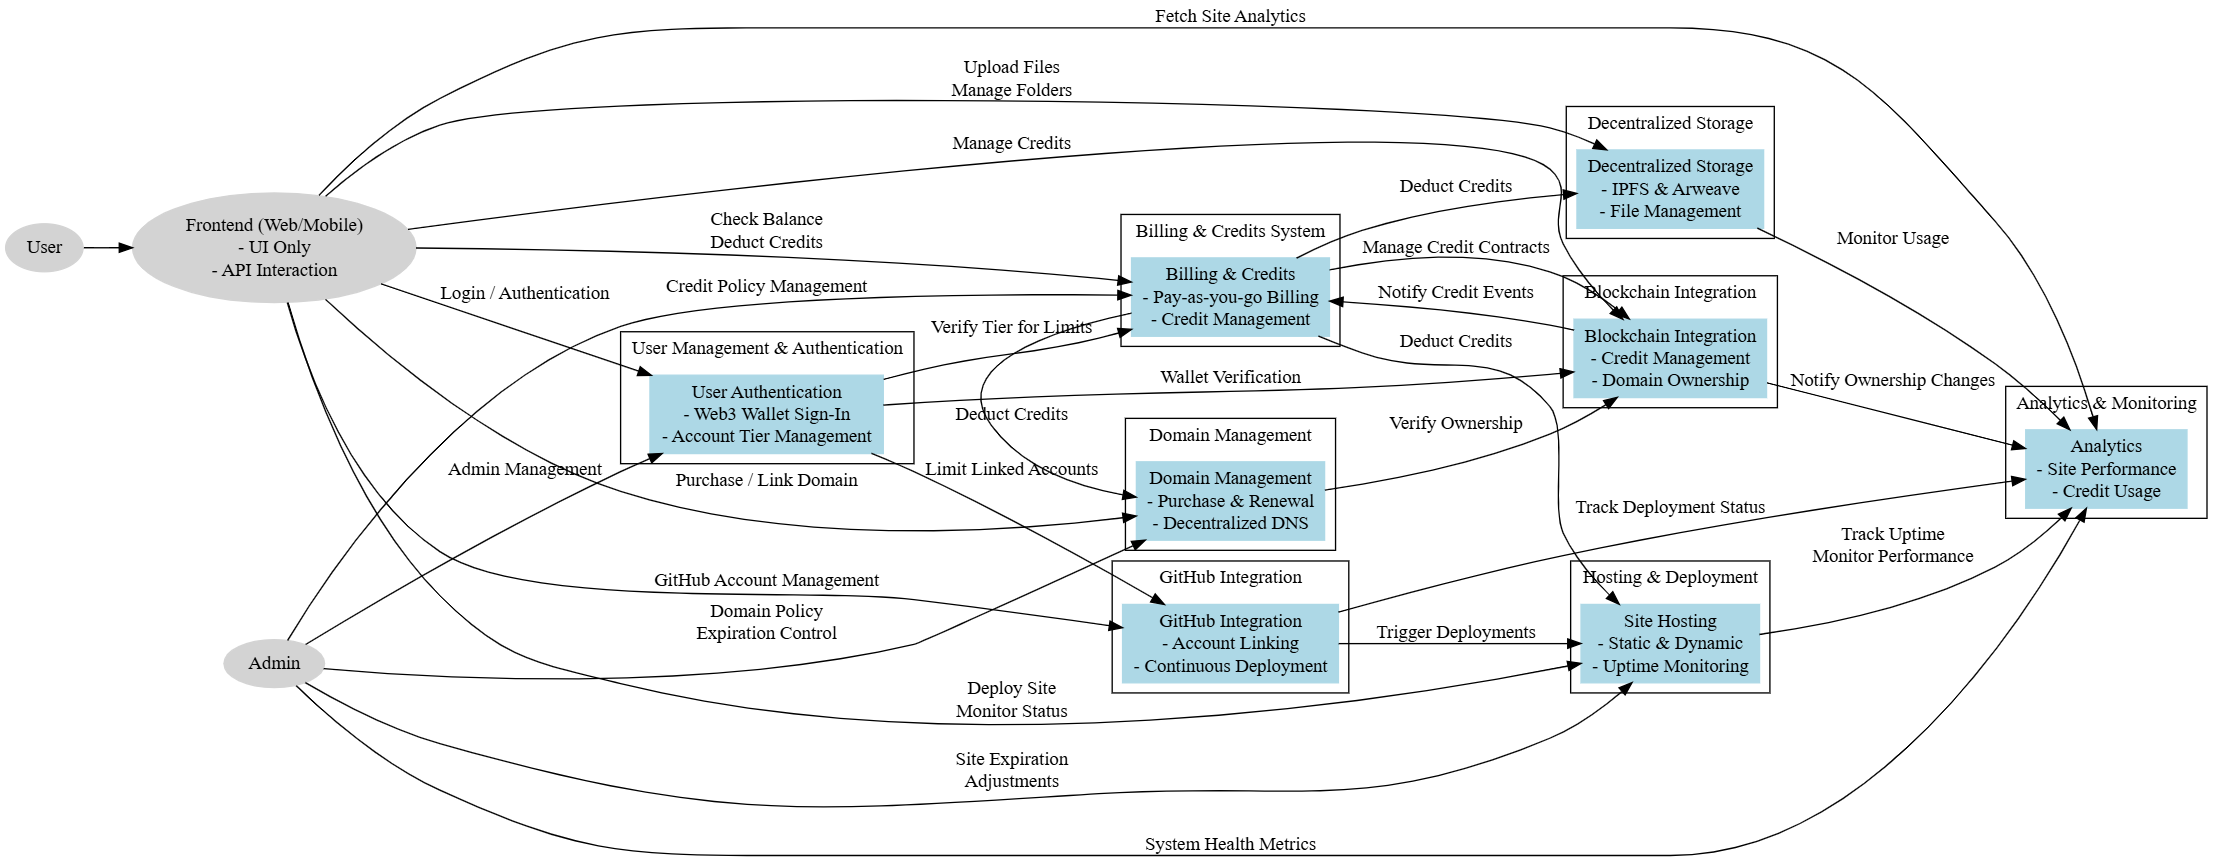 Fetch Site Analytics
Upload Files
Manage Folders
Manage Credits
Check Balance
Deduct Credits
Login / Authentication
Credit Policy Management
User
Frontend (Web/Mobile)
- UI Only
- API Interaction
User Management & Authentication
User Authentication
- Web3 Wallet Sign-In
- Account Tier Management
Admin Management
Purchase / Link Domain
GitHub Account Management
Domain Policy
Expiration Control
Admin
Verify Tier for Limits
Wallet Verification
Deduct Credits
Limit Linked Accounts
Deploy Site
Monitor Status
Site Expiration
Adjustments
System Health Metrics
Billing & Credits System
Billing & Credits
- Pay-as-you-go Billing
- Credit Management
Domain Management
Domain Management
- Purchase & Renewal
- Decentralized DNS
GitHub Integration
GitHub Integration
- Account Linking
- Continuous Deployment
Deduct Credits
Manage Credit Contracts
Notify Credit Events
Deduct Credits
Verify Ownership
Trigger Deployments
Decentralized Storage
Decentralized Storage
- IPFS & Arweave
- File Management
Blockchain Integration
Blockchain Integration
- Credit Management
- Domain Ownership
Track Deployment Status
Hosting & Deployment
Site Hosting
- Static & Dynamic
- Uptime Monitoring
Monitor Usage
Notify Ownership Changes
Track Uptime
Monitor Performance
Analytics & Monitoring
Analytics
- Site Performance
- Credit Usage